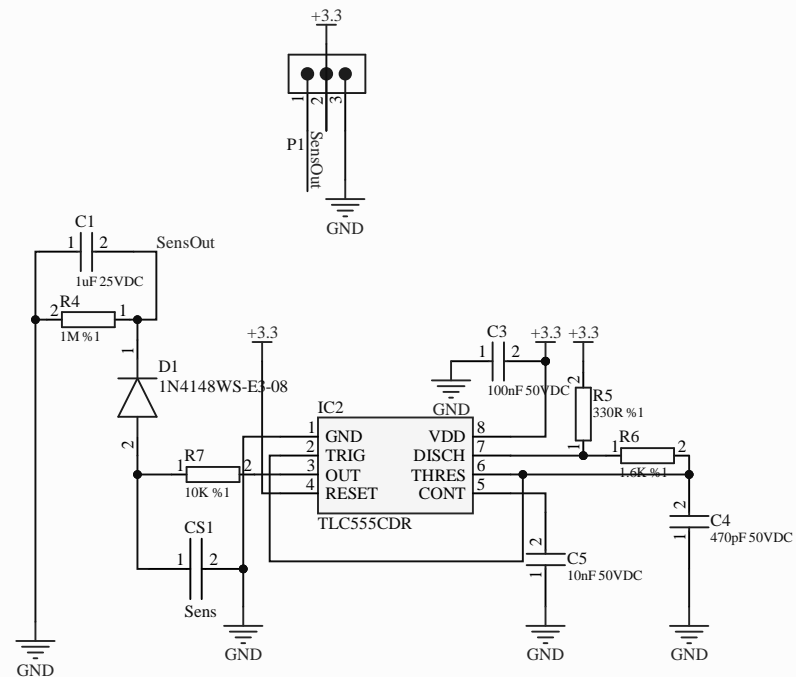 +3.3
1 2 3
P1
SensOut
GND
C1
1 2
SensOut
1uF 25VDC
R4
2 1
1M %1
1
D1
1N4148WS-E3-08
2
+3.3
R7
1 2
10K %1
CS1
1 2
Sens
GND
GND
IC2
1 GND VDD 8
2 TRIG DISCH 7
3 OUT THRES 6
4 RESET CONT 5
TLC555CDR
+3.3 +3.3
C3
1 2
100nF 50VDC
GND
2
R5
330R %1
1
R6
1 2
1.6K %1
2
C4
1
470pF 50VDC
2
C5
1
10nF 50VDC
GND
GND